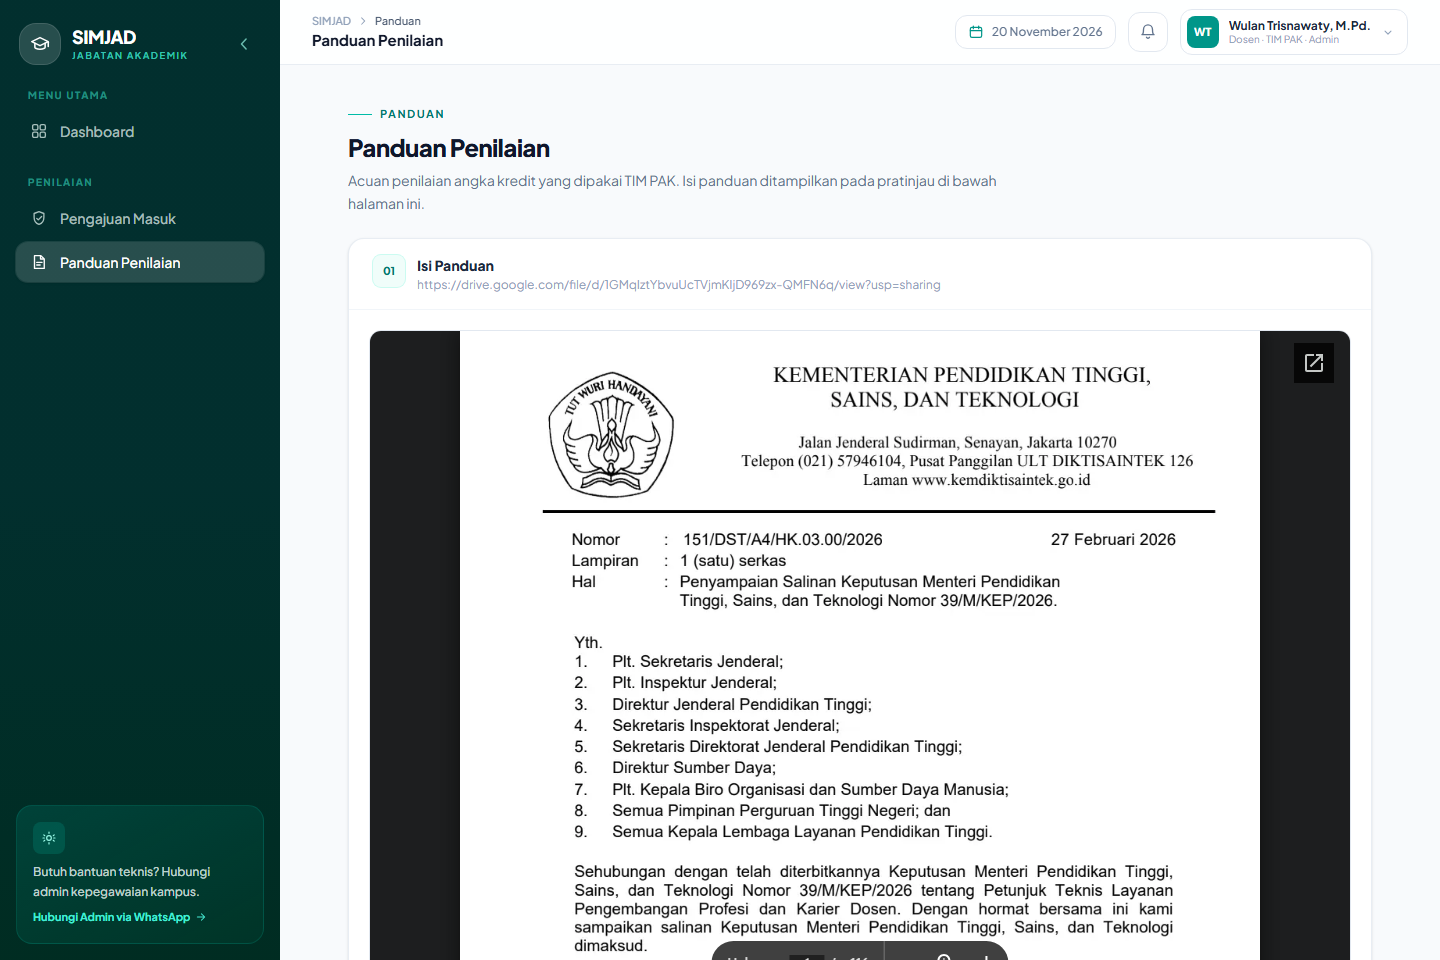 SIMJAD
JABATAN AKADEMIK
MENU UTAMA
Dashboard
PENILAIAN
Pengajuan Masuk
Panduan Penilaian
Butuh bantuan teknis? Hubungi
admin kepegawaian kampus.
Hubungi Admin via WhatsApp →
SIMJAD > Panduan
Panduan Penilaian
20 November 2026
WT
Wulan Trisnawaty, M.Pd.
Dosen · TIM PAK · Admin
PANDUAN
Panduan Penilaian
Acuan penilaian angka kredit yang dipakai TIM PAK. Isi panduan ditampilkan pada pratinjau di bawah
halaman ini.
01
Isi Panduan
https://drive.google.com/file/d/1GMqlztYbvuUcTVjmKljD969zx-QMFN6q/view?usp=sharing
TUT WURI HANDAYANI
KEMENTERIAN PENDIDIKAN TINGGI,
SAINS, DAN TEKNOLOGI
Jalan Jenderal Sudirman, Senayan, Jakarta 10270
Telepon (021) 57946104, Pusat Panggilan ULT DIKTISAINTEK 126
Laman www.kemdiktisaintek.go.id
Nomor : 151/DST/A4/HK.03.00/2026 27 Februari 2026
Lampiran : 1 (satu) serkas
Hal : Penyampaian Salinan Keputusan Menteri Pendidikan
Tinggi, Sains, dan Teknologi Nomor 39/M/KEP/2026.
Yth.
1. Plt. Sekretaris Jenderal;
2. Plt. Inspektur Jenderal;
3. Direktur Jenderal Pendidikan Tinggi;
4. Sekretaris Inspektorat Jenderal;
5. Sekretaris Direktorat Jenderal Pendidikan Tinggi;
6. Direktur Sumber Daya;
7. Plt. Kepala Biro Organisasi dan Sumber Daya Manusia;
8. Semua Pimpinan Perguruan Tinggi Negeri; dan
9. Semua Kepala Lembaga Layanan Pendidikan Tinggi.
Sehubungan dengan telah diterbitkannya Keputusan Menteri Pendidikan Tinggi,
Sains, dan Teknologi Nomor 39/M/KEP/2026 tentang Petunjuk Teknis Layanan
Pengembangan Profesi dan Karier Dosen. Dengan hormat bersama ini kami
sampaikan salinan Keputusan Menteri Pendidikan Tinggi, Sains, dan Teknologi
dimaksud.